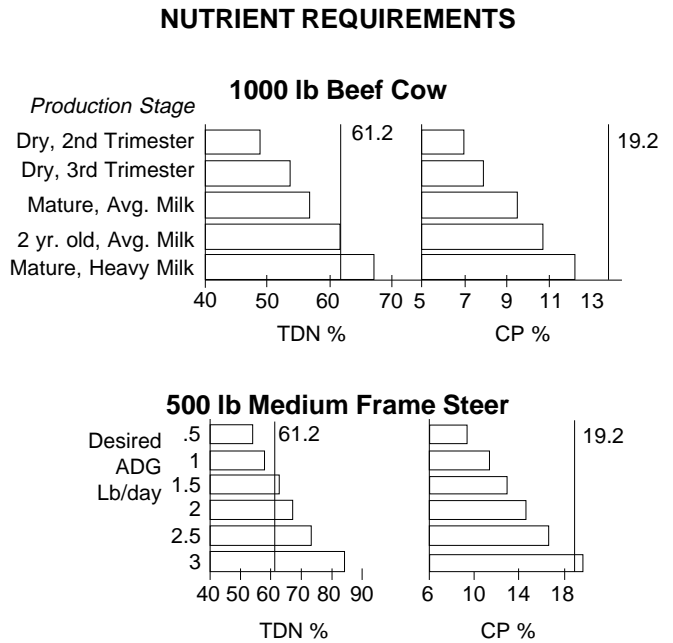 NUTRIENT REQUIREMENTS
1000 lb Beef Cow
Production Stage
Dry, 2nd Trimester
61.2
19.2
Dry, 3rd Trimester
Mature, Avg. Milk
2 yr. old, Avg. Milk
Mature, Heavy Milk
40 50 60 70 5 7 9 11 13
TDN % CP %
500 lb Medium Frame Steer
Desired
ADG
Lb/day
.5 61.2 19.2
1
1.5
2
2.5
3
40 50 60 70 80 90 6 10 14 18
TDN % CP %